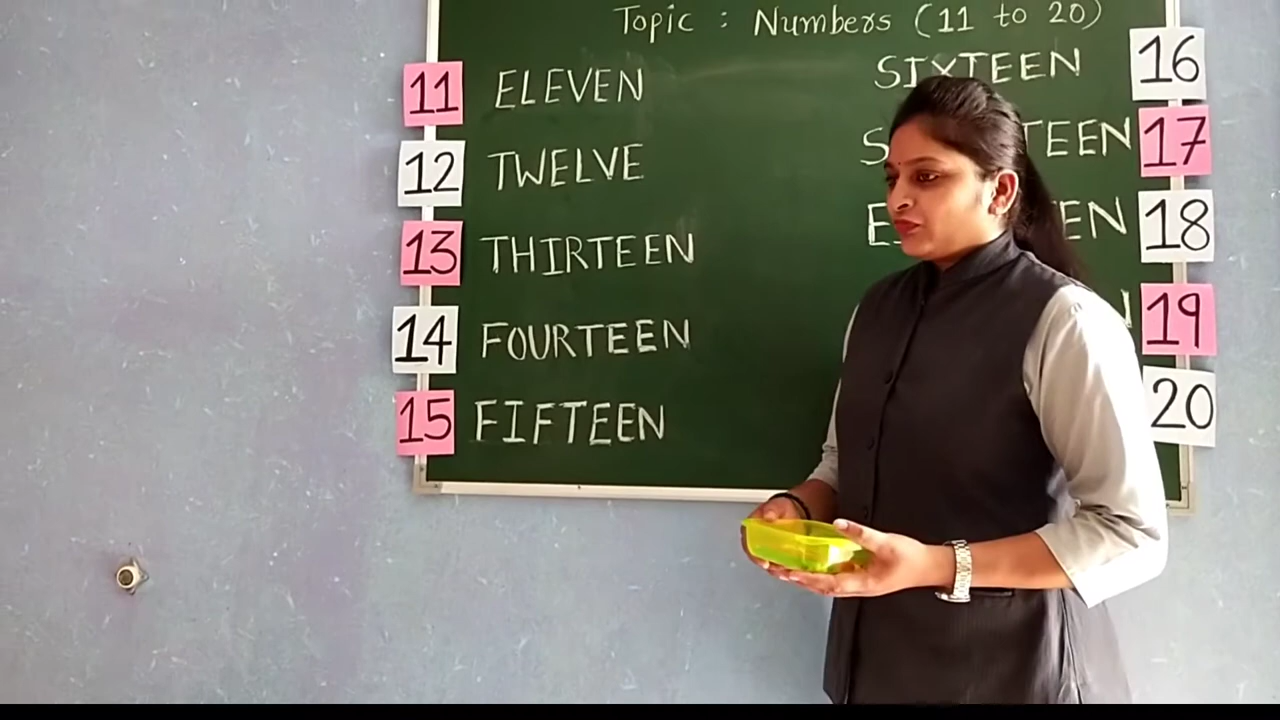 Topic : Numbers (11 to 20)
11 ELEVEN
12 TWELVE
13 THIRTEEN
14 FOURTEEN
15 FIFTEEN
SIXTEEN 16
17
18
19
20